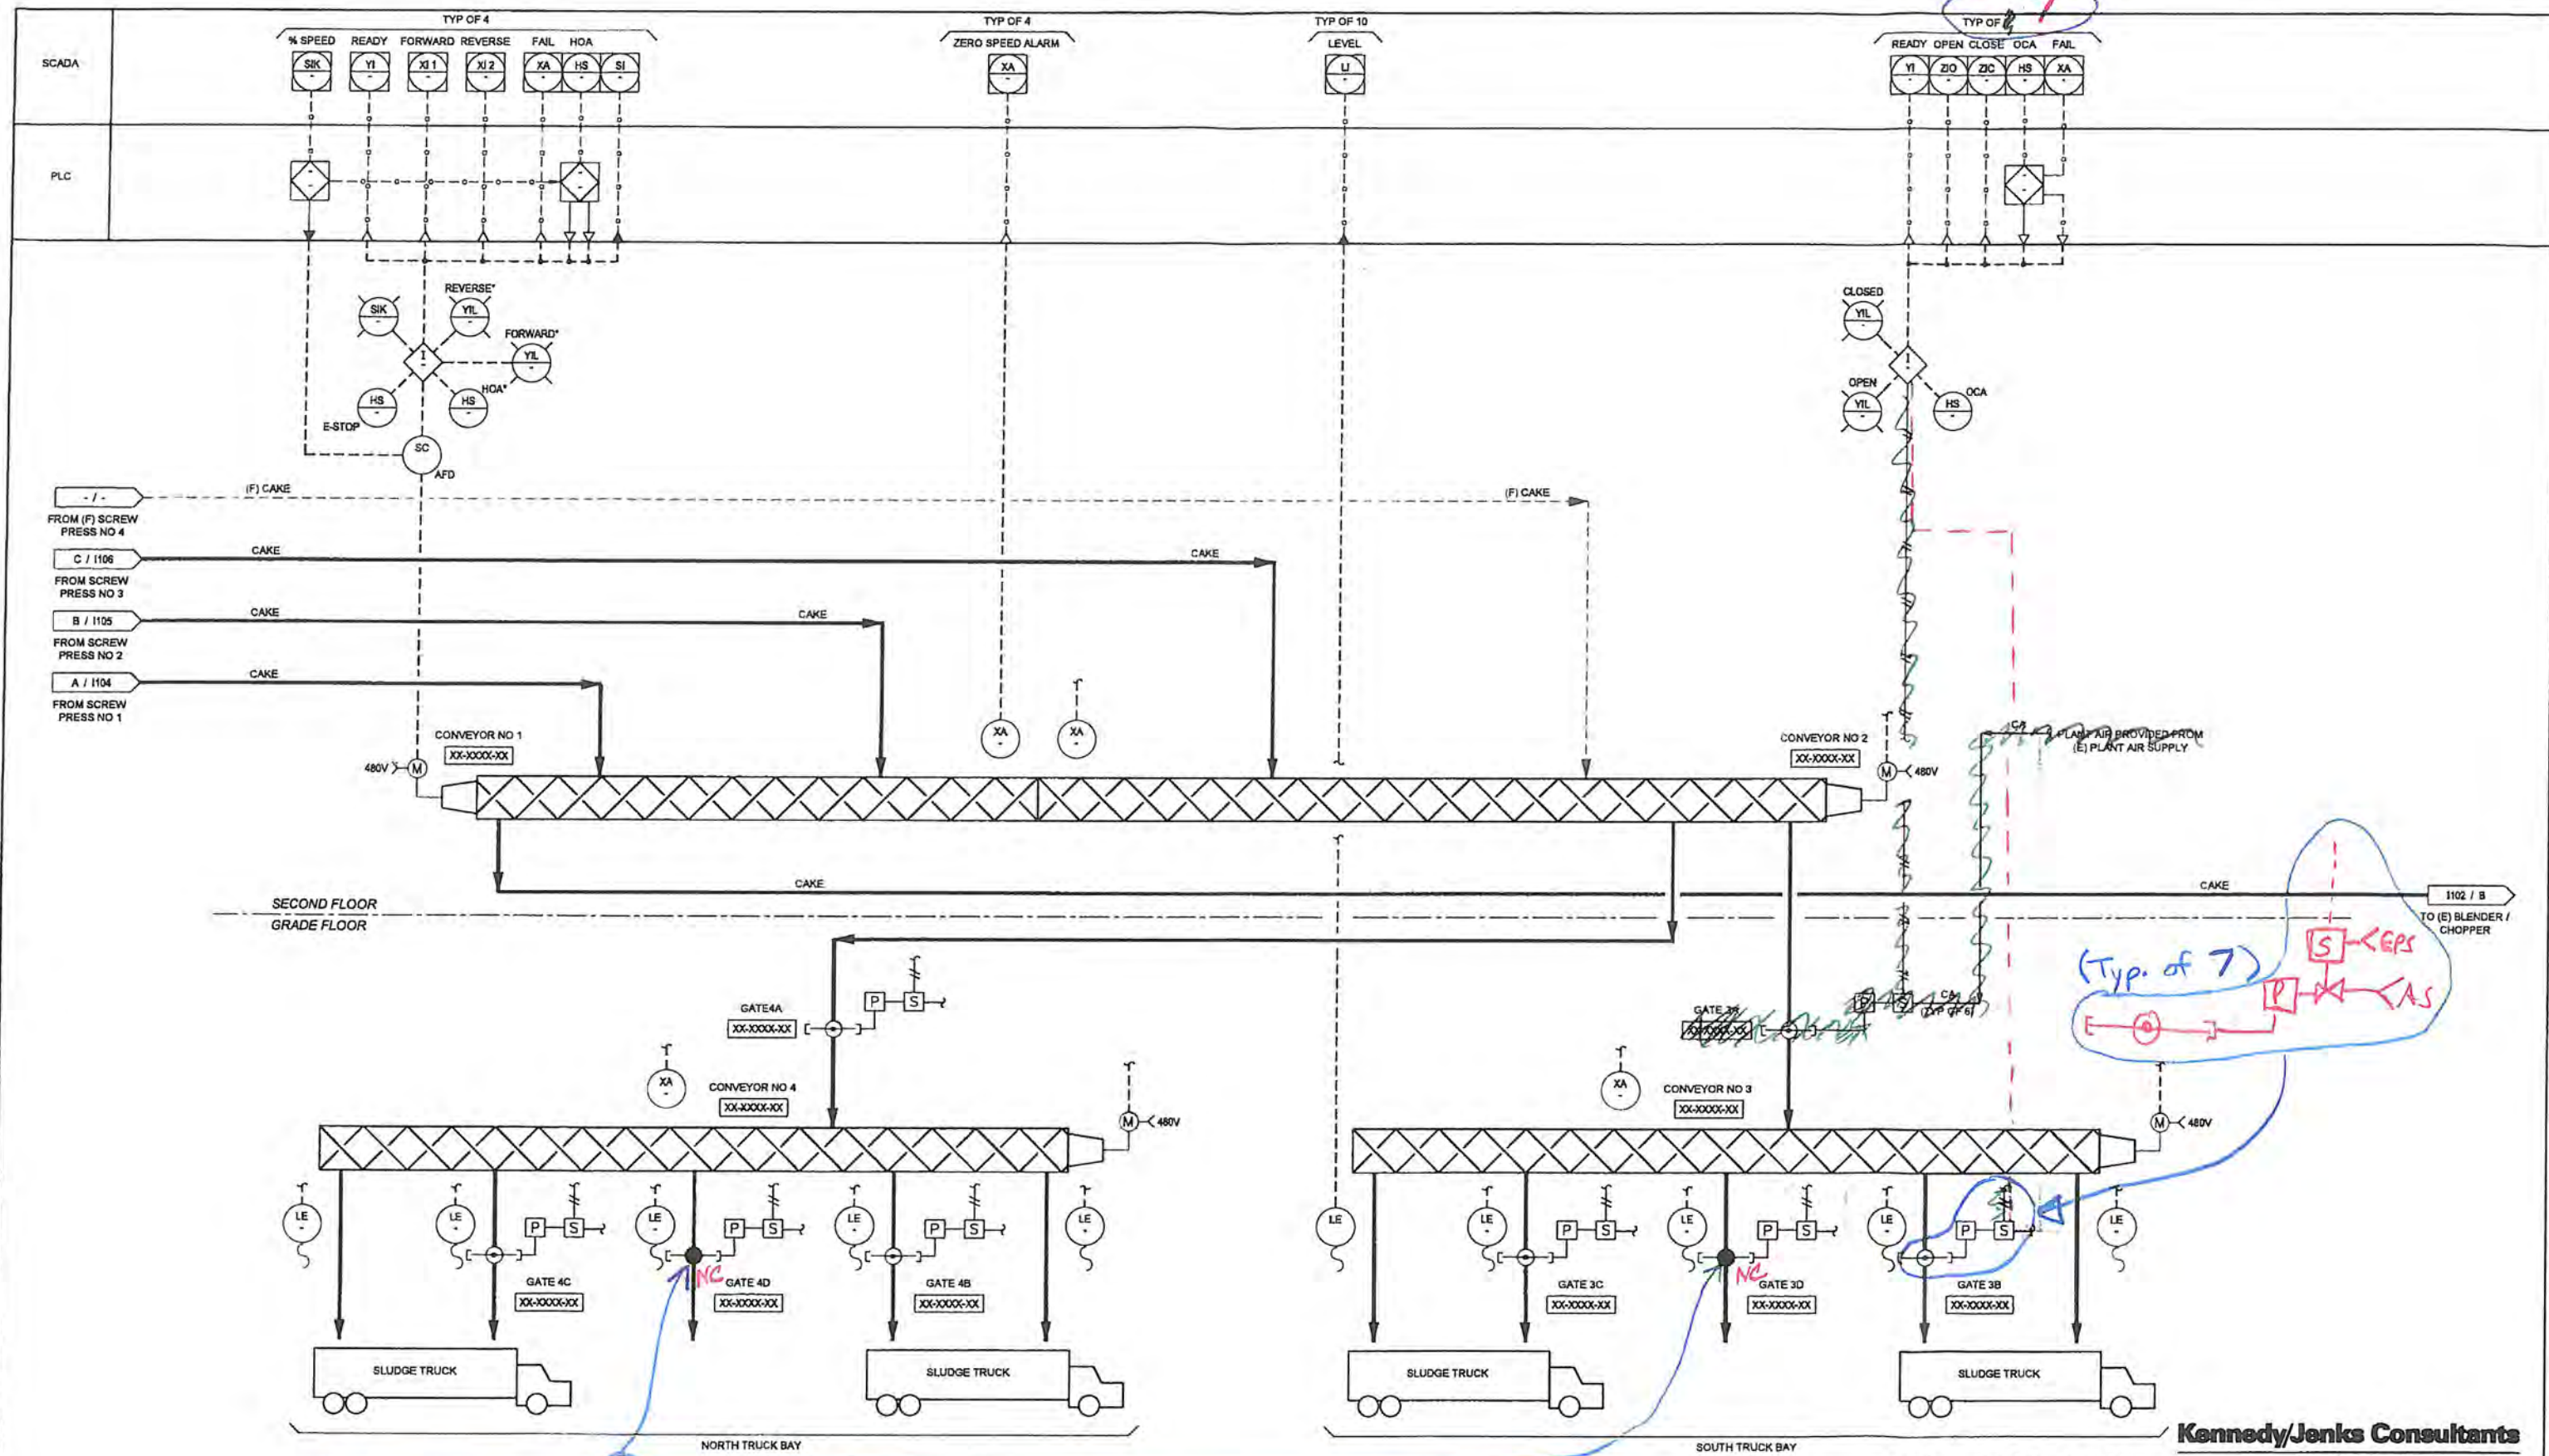 TYP OF 4
TYP OF 4
TYP OF 10
TYP OF
% SPEED READY FORWARD REVERSE FAIL HOA
ZERO SPEED ALARM
LEVEL
READY OPEN CLOSE OCA FAIL
SCADA
SIK - YI - XI 1 - XI 2 - XA - HS - SI -
XA -
LI -
YI - ZIO - ZIC - HS - XA -
PLC
REVERSE*
SIK -
YIL -
FORWARD*
YIL -
I -
HOA*
HS -
HS -
E-STOP
SC
AFD
CLOSED
YIL -
I -
OPEN
YIL -
HS -
OCA
- / -
(F) CAKE
(F) CAKE
FROM (F) SCREW
PRESS NO 4
C / I106
CAKE
CAKE
FROM SCREW
PRESS NO 3
B / I105
CAKE
CAKE
FROM SCREW
PRESS NO 2
A / I104
CAKE
FROM SCREW
PRESS NO 1
XA -
XA -
CONVEYOR NO 1
XX-XXXX-XX
480V
M
CONVEYOR NO 2
XX-XXXX-XX
M
480V
CA
PLANT AIR PROVIDED FROM
(E) PLANT AIR SUPPLY
CAKE
CAKE
I102 / B
TO (E) BLENDER /
CHOPPER
SECOND FLOOR
GRADE FLOOR
(Typ. of 7)
S
EPS
P
AS
GATE4A
XX-XXXX-XX
P
S
P
S
CA
(TYP OF 6)
XA -
CONVEYOR NO 4
XX-XXXX-XX
M
480V
XA -
CONVEYOR NO 3
XX-XXXX-XX
M
480V
LE -
LE -
P
S
LE -
P
S
LE -
P
S
LE -
LE
LE -
P
S
LE -
P
S
LE -
P
S
LE -
NC
NC
GATE 4C
XX-XXXX-XX
GATE 4D
XX-XXXX-XX
GATE 4B
XX-XXXX-XX
GATE 3C
XX-XXXX-XX
GATE 3D
XX-XXXX-XX
GATE 3B
XX-XXXX-XX
SLUDGE TRUCK
SLUDGE TRUCK
SLUDGE TRUCK
SLUDGE TRUCK
NORTH TRUCK BAY
SOUTH TRUCK BAY
Kennedy/Jenks Consultants